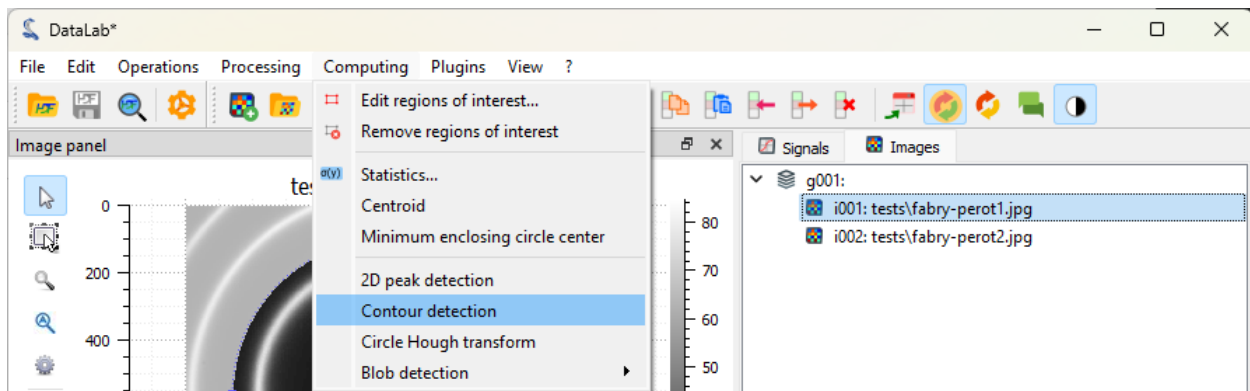 DataLab*
File Edit Operations Processing Computing Plugins View ?
Edit regions of interest...
Remove regions of interest
σ(y) Statistics...
Centroid
Minimum enclosing circle center
2D peak detection
Contour detection
Circle Hough transform
Blob detection
Image panel
0
200
400
80
70
60
50
Signals Images
g001:
i001: tests\fabry-perot1.jpg
i002: tests\fabry-perot2.jpg